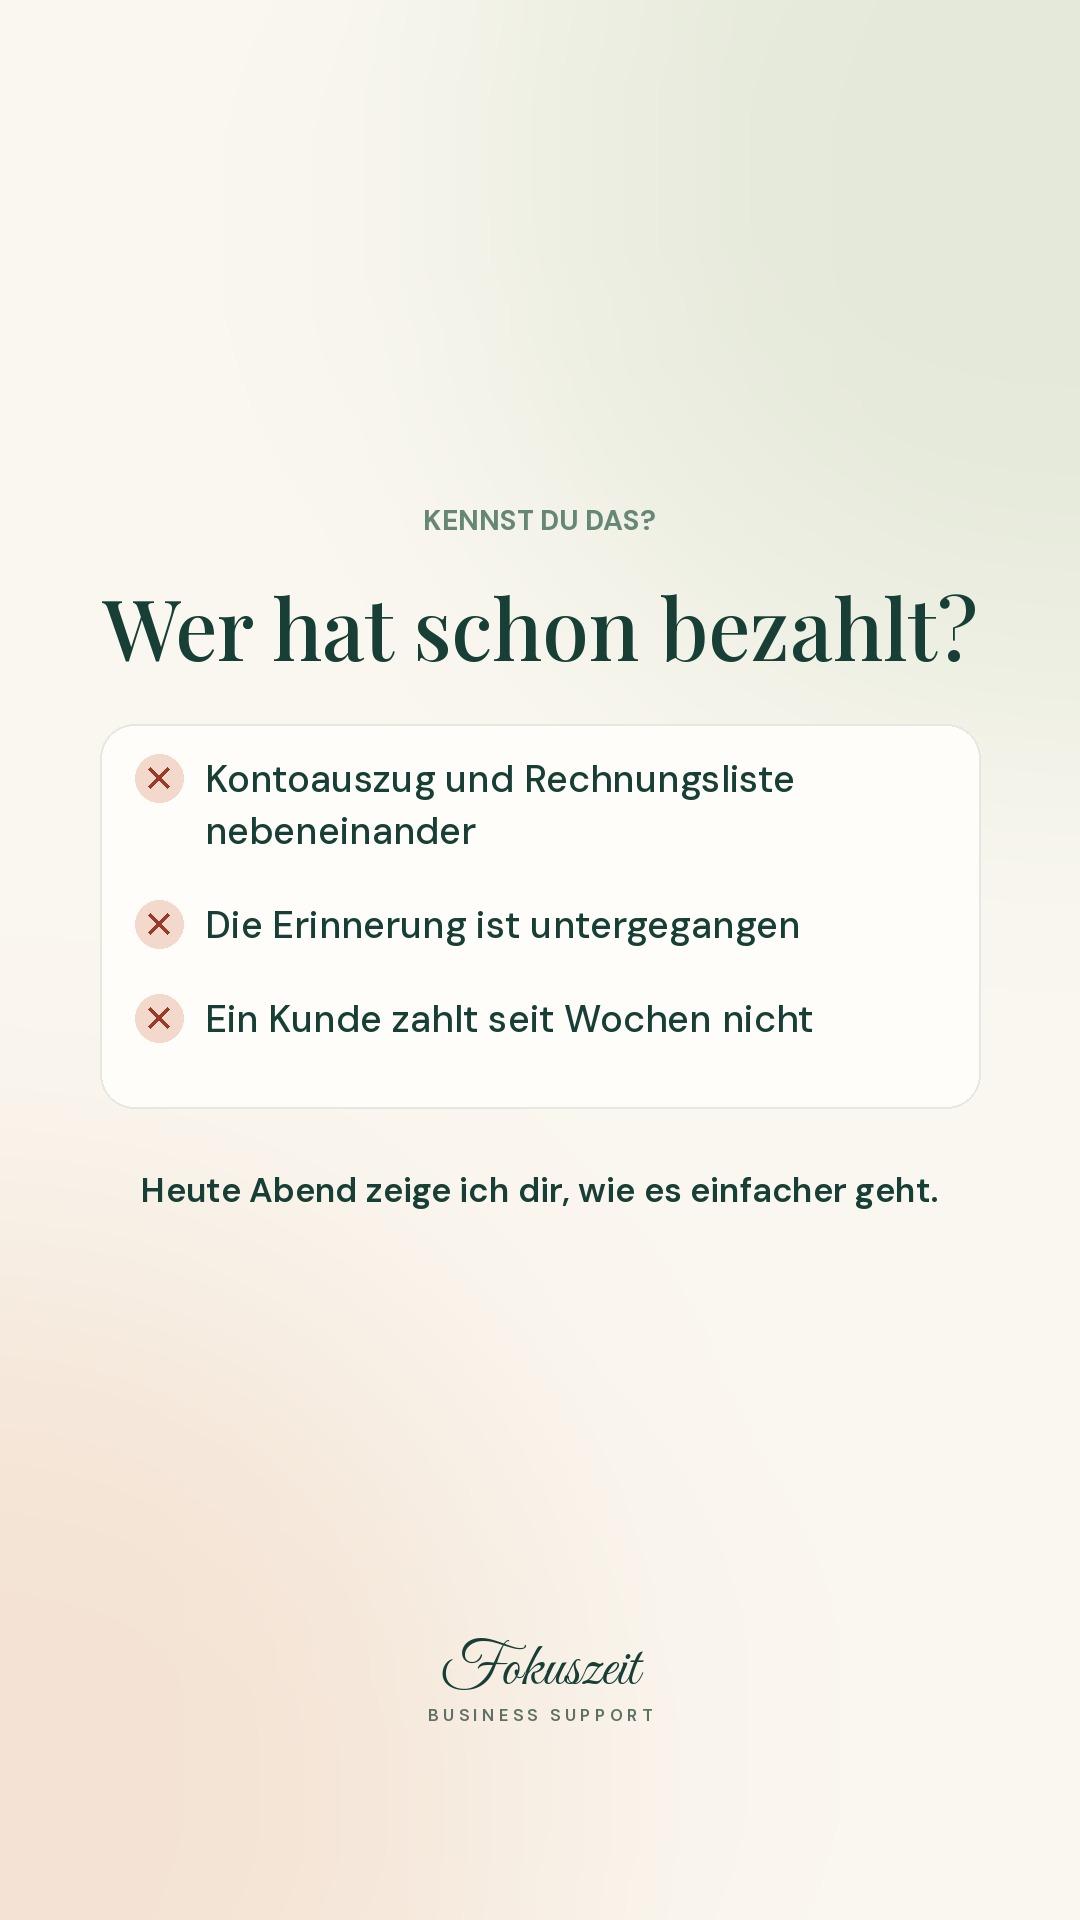 KENNST DU DAS?
Wer hat schon bezahlt?
Kontoauszug und Rechnungsliste
nebeneinander
Die Erinnerung ist untergegangen
Ein Kunde zahlt seit Wochen nicht
Heute Abend zeige ich dir, wie es einfacher geht.
Fokuszeit
BUSINESS SUPPORT